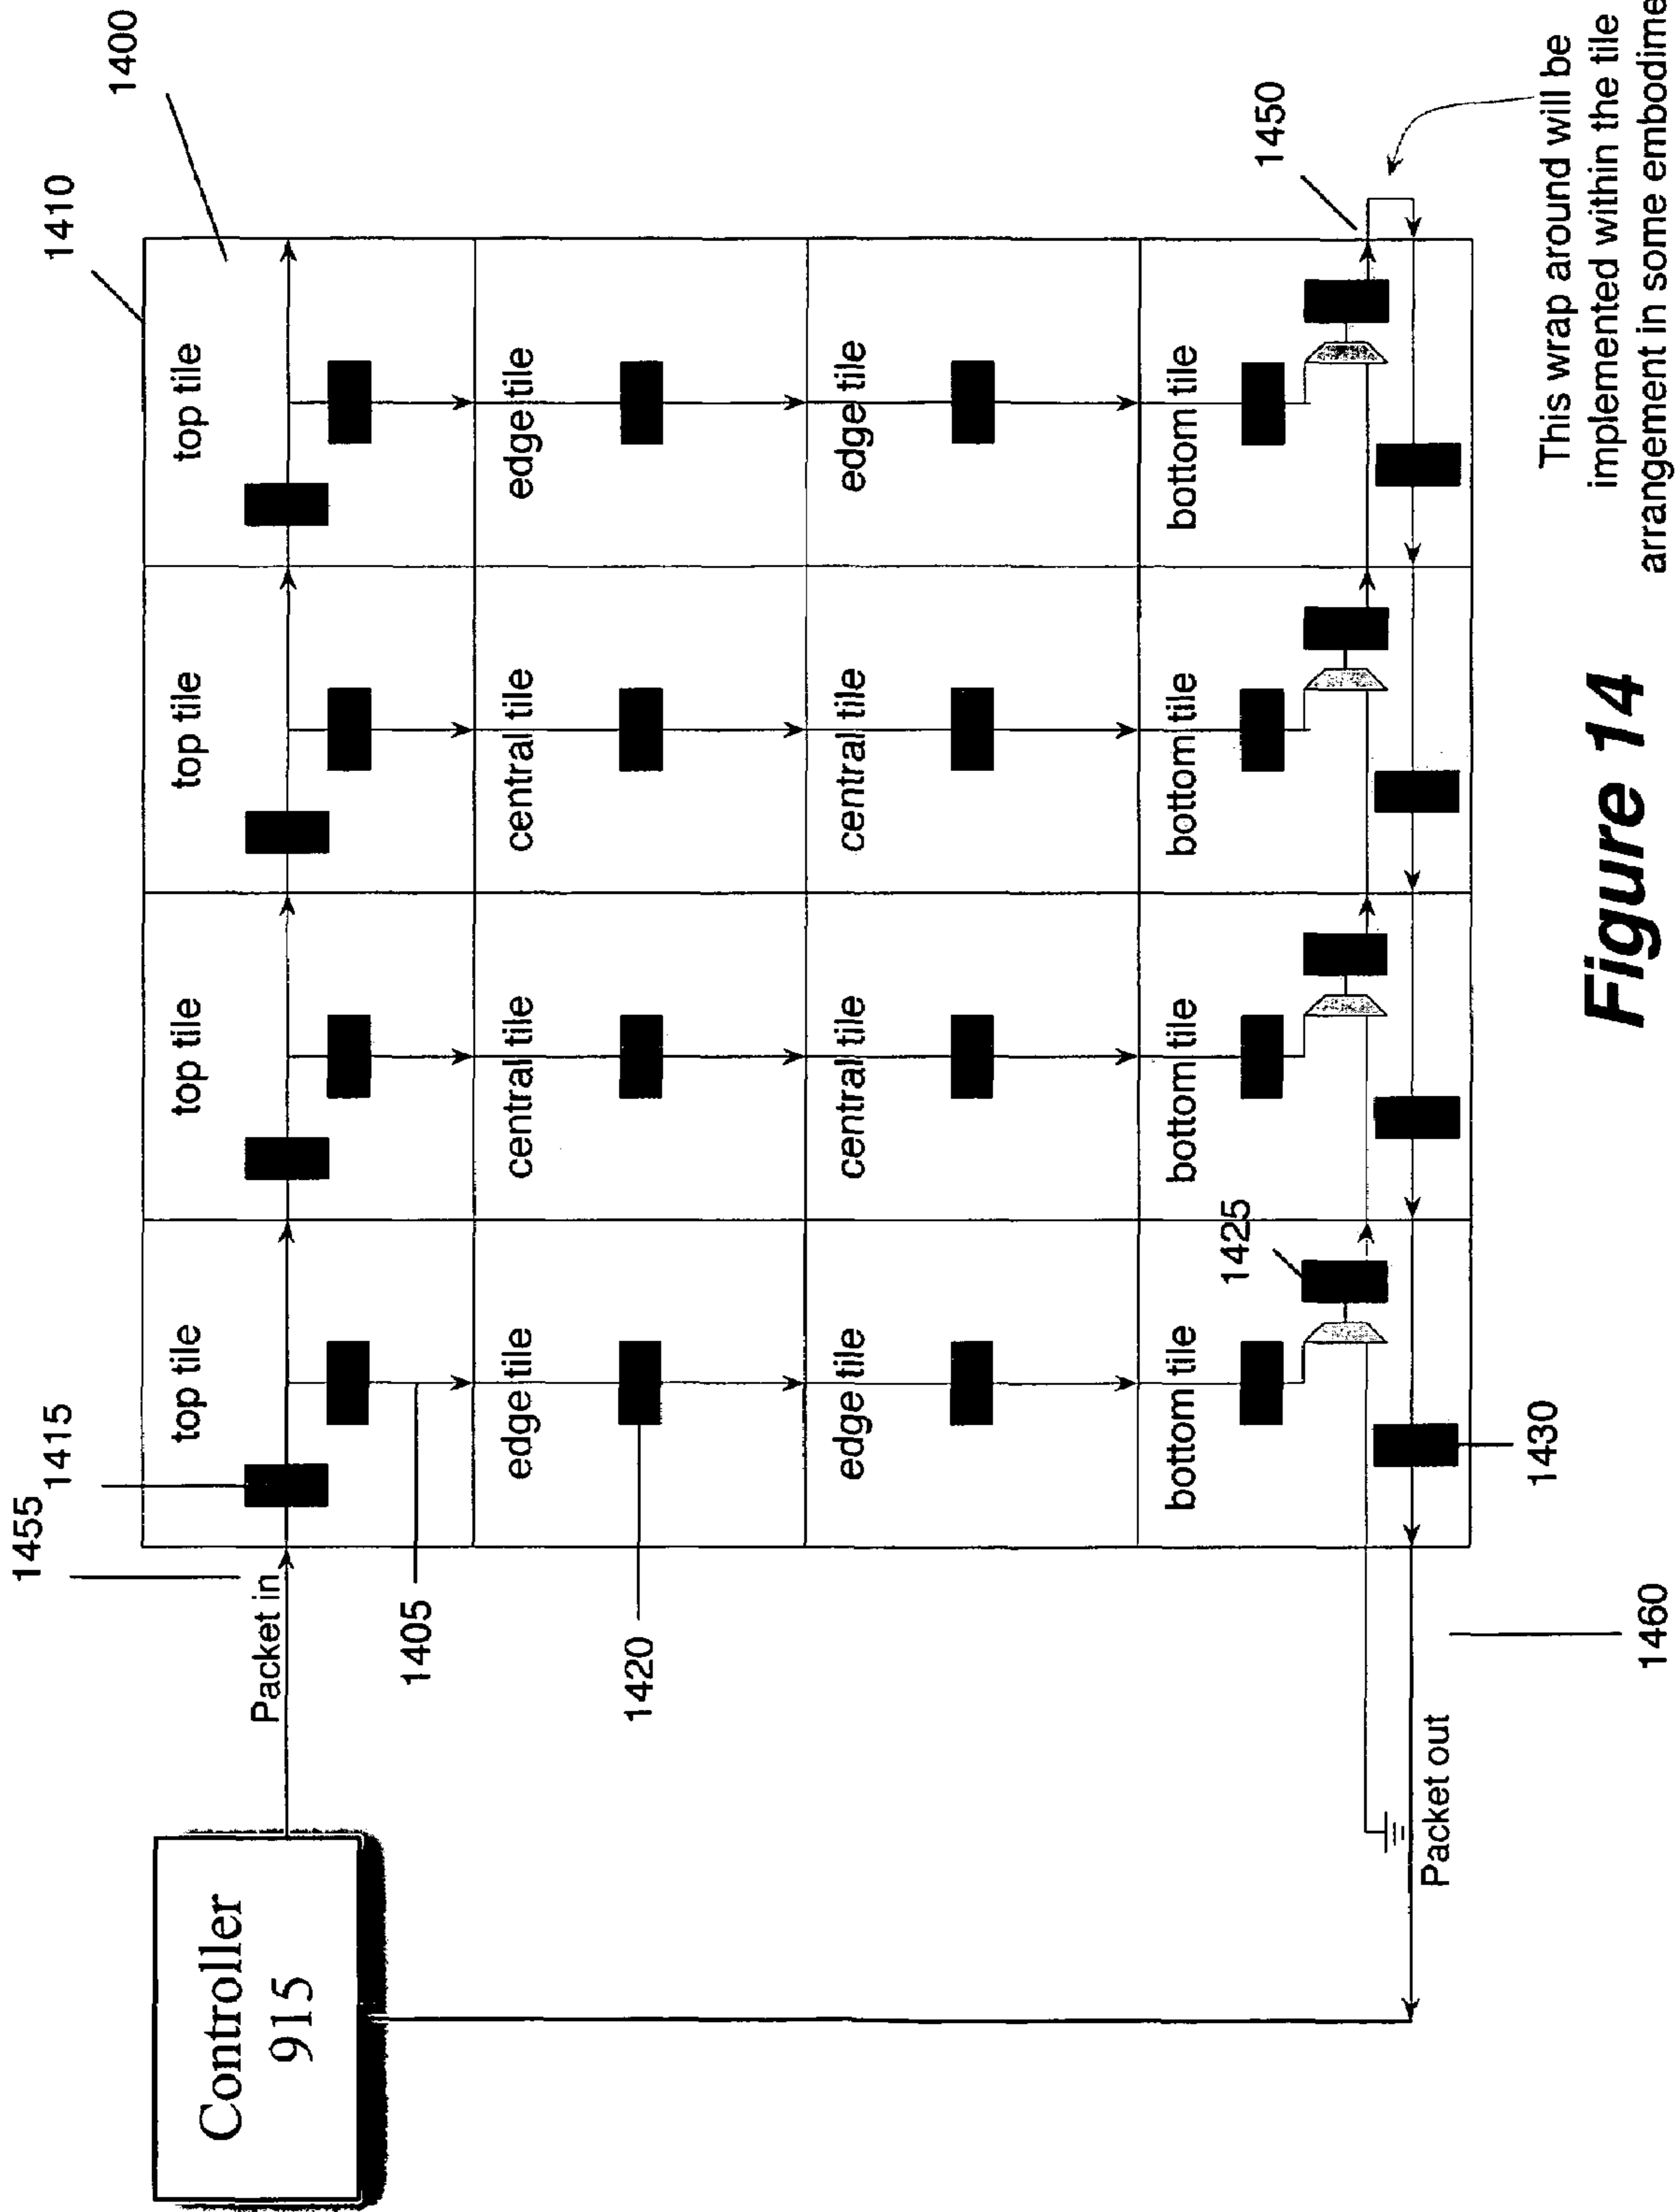 1410
1400
1455
1415
Controller
915
Packet in
top tile
top tile
top tile
top tile
1405
edge tile
central tile
central tile
edge tile
1420
edge tile
central tile
central tile
edge tile
bottom tile
bottom tile
bottom tile
bottom tile
1425
1450
Packet out
1430
1460
This wrap around will be
implemented within the tile
arrangement in some embodime
Figure 14